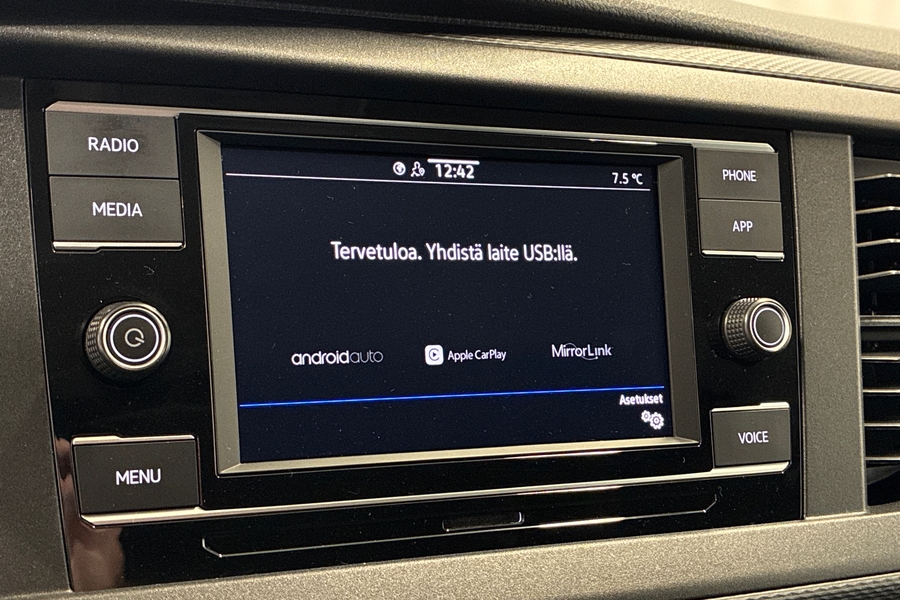 RADIO
MEDIA
MENU
12:42
7.5 °C
Tervetuloa. Yhdistä laite USB:llä.
androidauto
Apple CarPlay
MirrorLink
Asetukset
PHONE
APP
VOICE